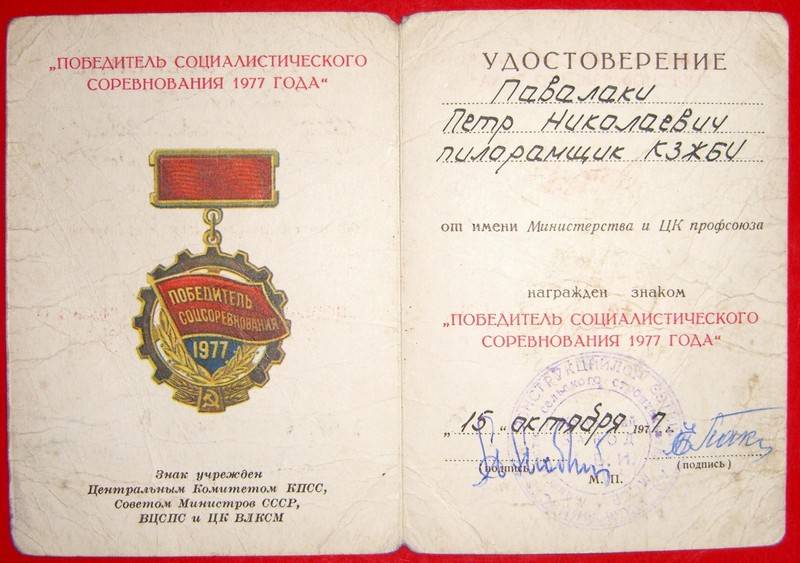 „ПОБЕДИТЕЛЬ СОЦИАЛИСТИЧЕСКОГО
СОРЕВНОВАНИЯ 1977 ГОДА“
ПОБЕДИТЕЛЬ
СОЦСОРЕВНОВАНИЯ
1977
Знак учрежден
Центральным Комитетом КПСС,
Советом Министров СССР,
ВЦСПС и ЦК ВЛКСМ
УДОСТОВЕРЕНИЕ
Павалаки
Петр Николаевич
пилорамщик КЗЖБИ
от имени Министерства и ЦК профсоюза
награжден знаком
„ПОБЕДИТЕЛЬ СОЦИАЛИСТИЧЕСКОГО
СОРЕВНОВАНИЯ 1977 ГОДА“
„15“ октября 1977 г.
(подпись) М. П. (подпись)
сельского